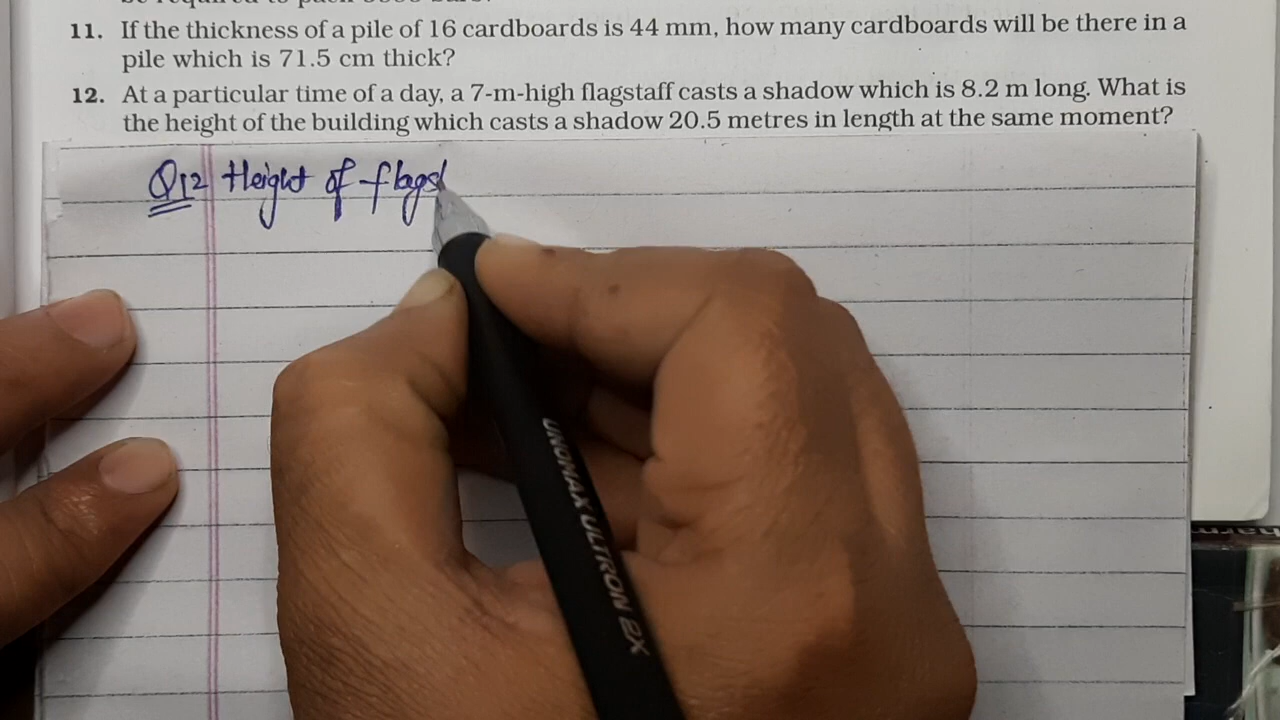 11. If the thickness of a pile of 16 cardboards is 44 mm, how many cardboards will be there in a
pile which is 71.5 cm thick?
12. At a particular time of a day, a 7-m-high flagstaff casts a shadow which is 8.2 m long. What is
the height of the building which casts a shadow 20.5 metres in length at the same moment?
Q12 Height of flags
UNOMAX ULTRON 2X